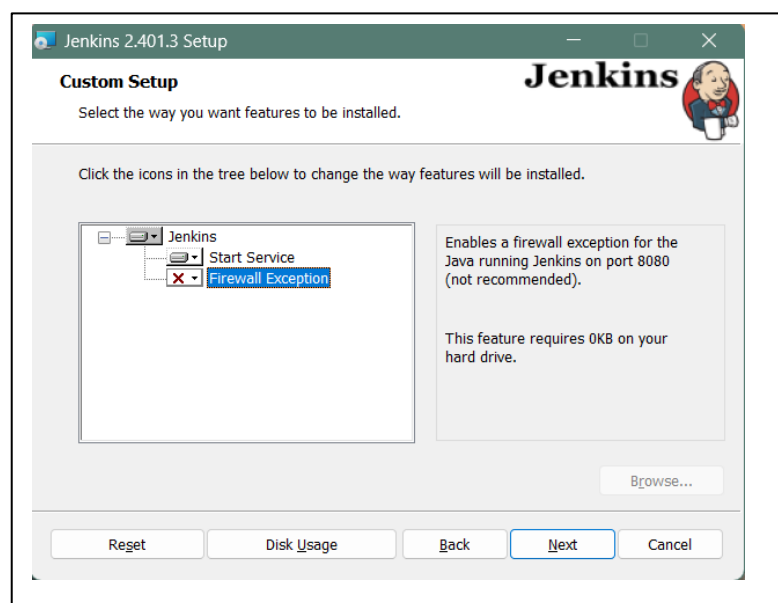 Jenkins 2.401.3 Setup
Custom Setup
Jenkins
Select the way you want features to be installed.
Click the icons in the tree below to change the way features will be installed.
Jenkins
Start Service
Firewall Exception
Enables a firewall exception for the
Java running Jenkins on port 8080
(not recommended).
This feature requires 0KB on your
hard drive.
Browse...
Reset
Disk Usage
Back
Next
Cancel